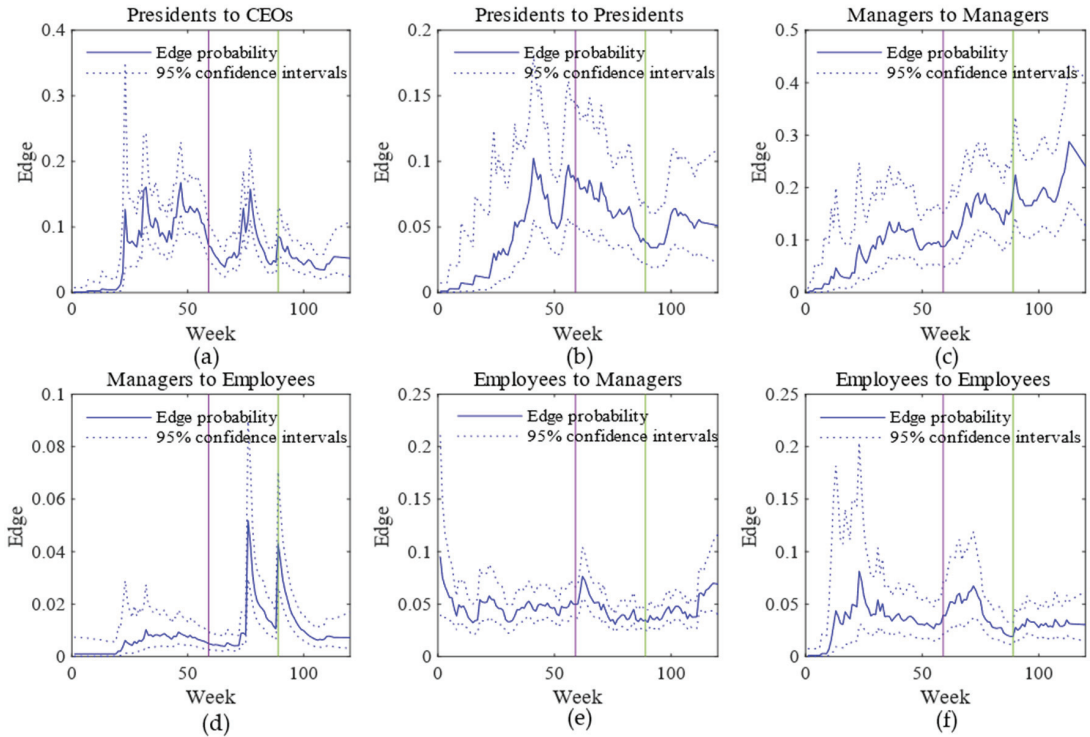 Presidents to CEOs
0.4
0.3
0.2
0.1
0
Edge
Edge probability
95% confidence intervals
0 50 100
Week
(a)
Presidents to Presidents
0.2
0.15
0.1
0.05
0
Edge
Edge probability
95% confidence intervals
0 50 100
Week
(b)
Managers to Managers
0.5
0.3
0.2
0.1
0
Edge
Edge probability
95% confidence intervals
0 50 100
Week
(c)
Managers to Employees
0.1
0.08
0.06
0.04
0.02
0
Edge
Edge probability
95% confidence intervals
0 50 100
Week
(d)
Employees to Managers
0.25
0.2
0.15
0.1
0.05
0
Edge
Edge probability
95% confidence intervals
0 100
Week
(e)
Employees to Employees
0.25
0.2
0.15
0.1
0.05
0
Edge
Edge probability
95% confidence intervals
0 50 100
Week
(f)